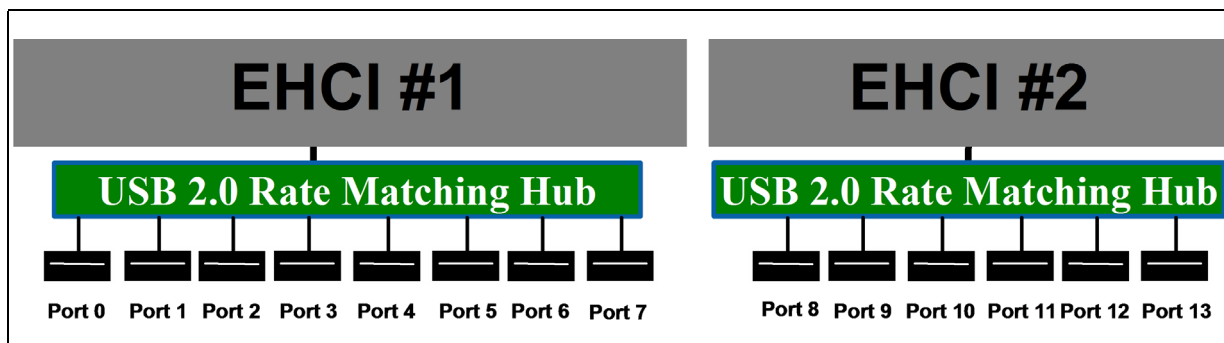 EHCI #1
EHCI #2
USB 2.0 Rate Matching Hub
USB 2.0 Rate Matching Hub
Port 0 Port 1 Port 2 Port 3 Port 4 Port 5 Port 6 Port 7
Port 8 Port 9 Port 10 Port 11 Port 12 Port 13